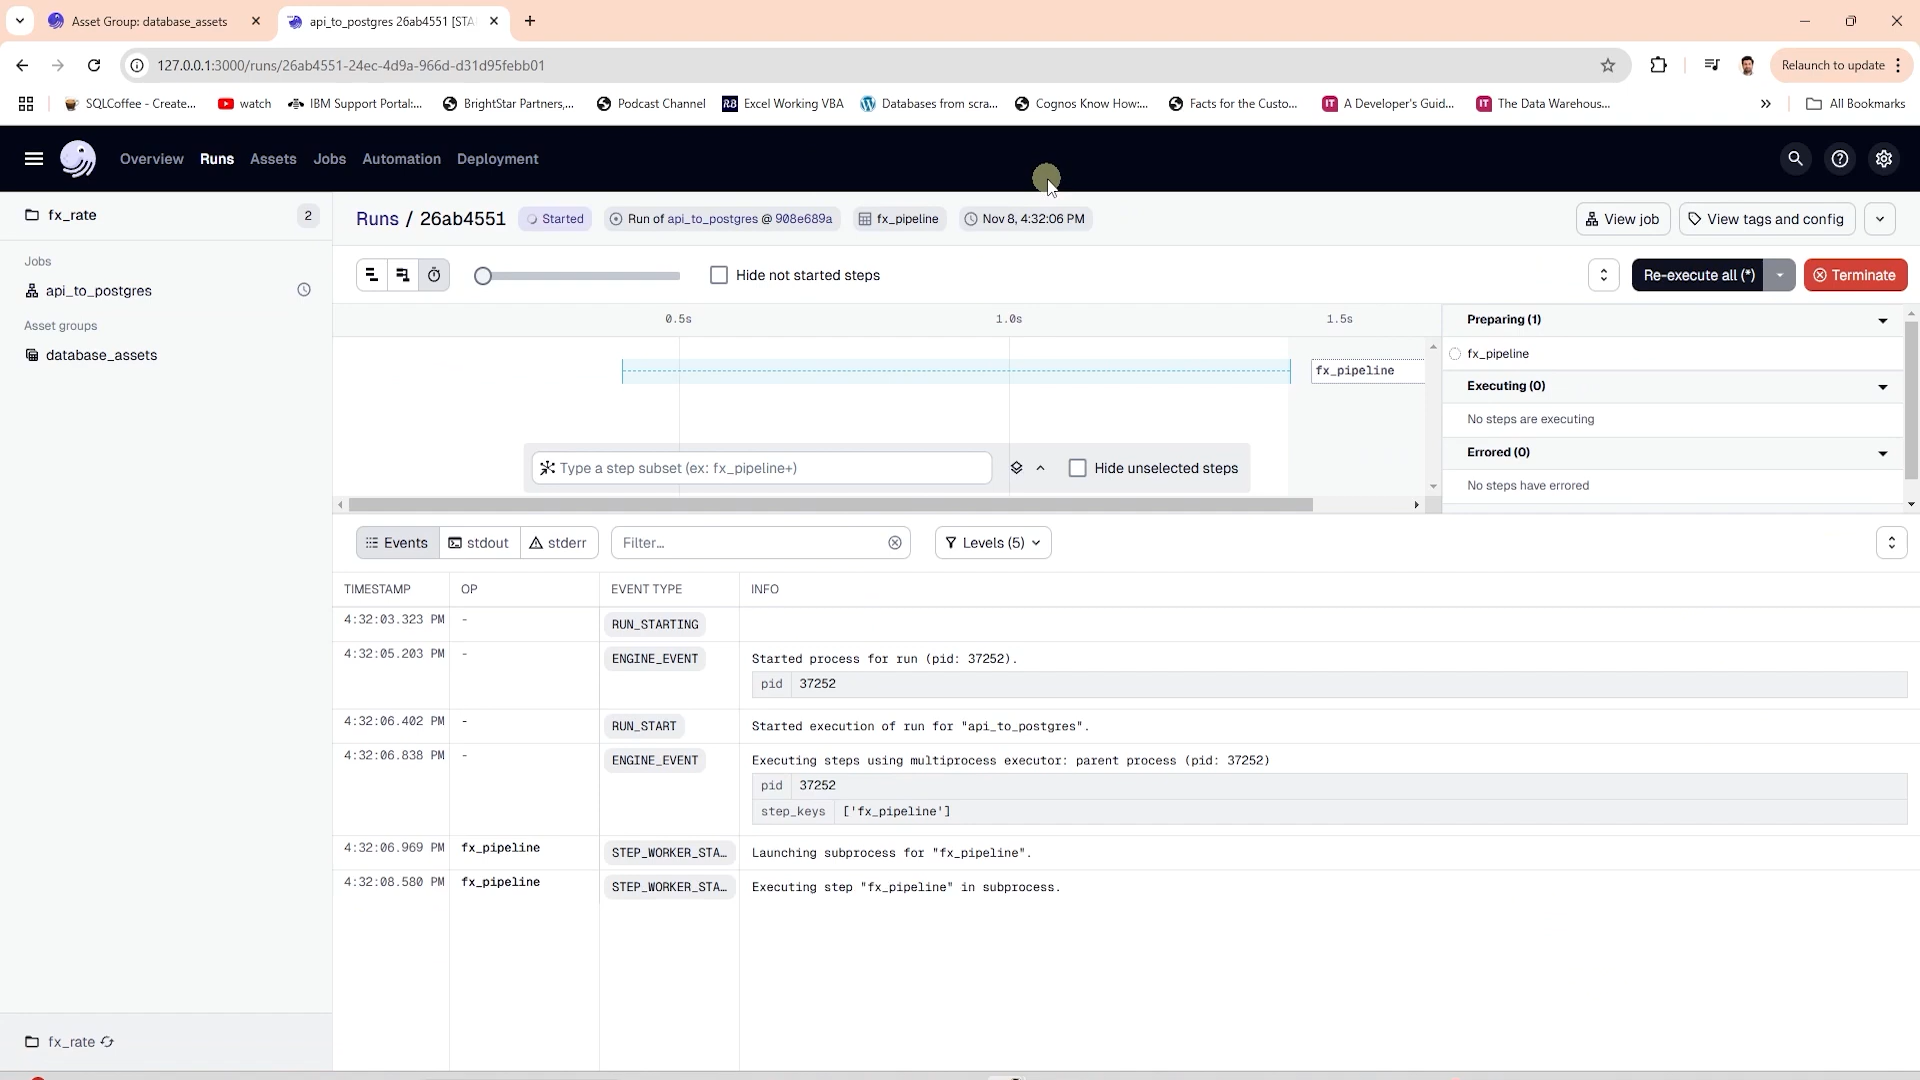 Asset Group: database_assets
api_to_postgres 26ab4551 [STA
127.0.0.1:3000/runs/26ab4551-24ec-4d9a-966d-d31d95febb01
Relaunch to update
SQLCoffee - Create...
watch
IBM Support Portal:...
BrightStar Partners,...
Podcast Channel
Excel Working VBA
Databases from scra...
Cognos Know How:...
Facts for the Custo...
A Developer's Guid...
The Data Warehous...
All Bookmarks
Overview Runs Assets Jobs Automation Deployment
fx_rate 2
Jobs
api_to_postgres
Asset groups
database_assets
fx_rate
Runs / 26ab4551 Started Run of api_to_postgres @ 908e689a fx_pipeline Nov 8, 4:32:06 PM View job View tags and config
Hide not started steps Re-execute all (*) Terminate
0.5s 1.0s 1.5s
fx_pipeline
Type a step subset (ex: fx_pipeline+) Hide unselected steps
Preparing (1)
fx_pipeline
Executing (0)
No steps are executing
Errored (0)
No steps have errored
Events stdout stderr Filter... Levels (5)
TIMESTAMP OP EVENT TYPE INFO
4:32:03.323 PM - RUN_STARTING
4:32:05.203 PM - ENGINE_EVENT Started process for run (pid: 37252).
pid 37252
4:32:06.402 PM - RUN_START Started execution of run for "api_to_postgres".
4:32:06.838 PM - ENGINE_EVENT Executing steps using multiprocess executor: parent process (pid: 37252)
pid 37252
step_keys ['fx_pipeline']
4:32:06.969 PM fx_pipeline STEP_WORKER_STA... Launching subprocess for "fx_pipeline".
4:32:08.580 PM fx_pipeline STEP_WORKER_STA... Executing step "fx_pipeline" in subprocess.